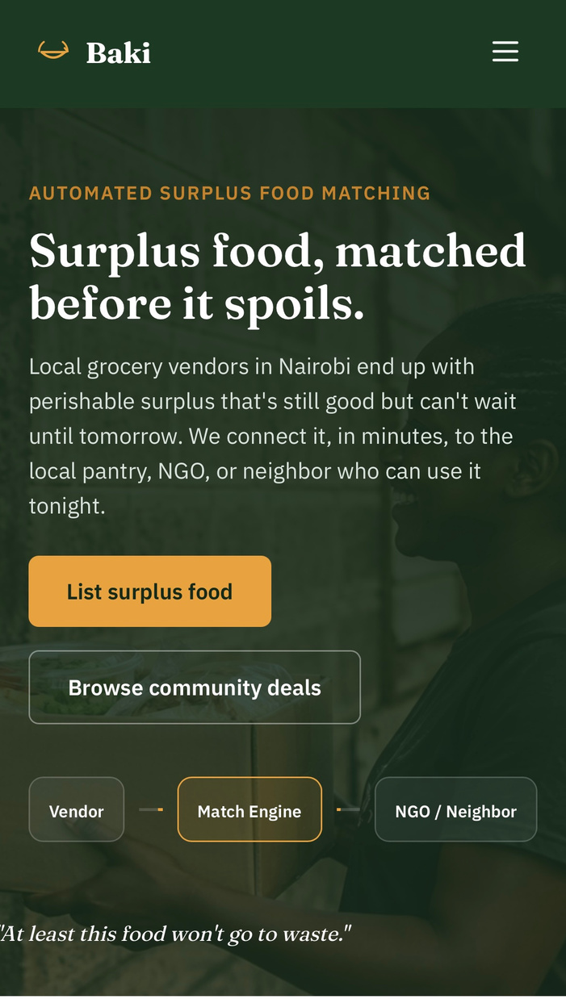 Baki
AUTOMATED SURPLUS FOOD MATCHING
Surplus food, matched
before it spoils.
Local grocery vendors in Nairobi end up with
perishable surplus that's still good but can't wait
until tomorrow. We connect it, in minutes, to the
local pantry, NGO, or neighbor who can use it
tonight.
List surplus food
Browse community deals
Vendor
Match Engine
NGO / Neighbor
"At least this food won't go to waste."